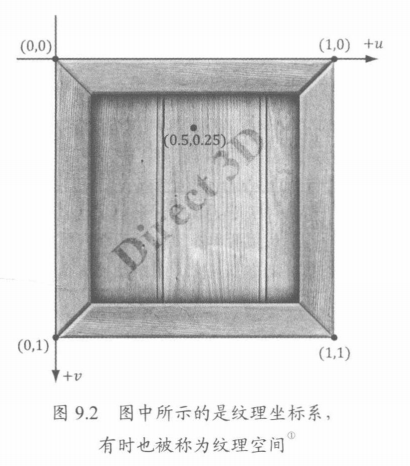 (0,0)
(1,0)
+u
(0.5,0.25)
Direct 3D
(0,1)
(1,1)
+v
图 9.2 图中所示的是纹理坐标系，
有时也被称为纹理空间①